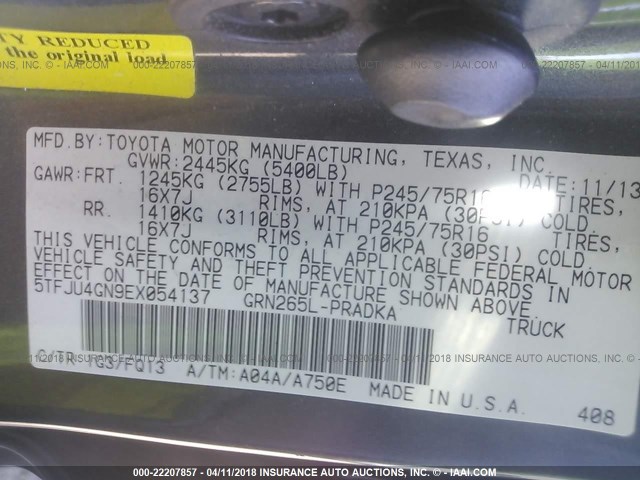 TY REDUCED
the original load
MFD.BY:TOYOTA MOTOR MANUFACTURING, TEXAS, INC.
GVWR:2445KG (5400LB) DATE:11/13
GAWR:FRT. 1245KG (2755LB) WITH P245/75R16 TIRES,
16X7J RIMS, AT 210KPA (30PSI) COLD.
RR. 1410KG (3110LB) WITH P245/75R16 TIRES,
16X7J RIMS, AT 210KPA (30PSI) COLD
THIS VEHICLE CONFORMS TO ALL APPLICABLE FEDERAL MOTOR
VEHICLE SAFETY AND THEFT PREVENTION STANDARDS IN
EFFECT ON THE DATE OF MANUFACTURE SHOWN ABOVE.
5TFJU4GN9EX054137 GRN265L-PRADKA TRUCK
C/TR 1G3/FQ13 A/TM:A04A/A750E MADE IN U.S.A.
408
000-22207857 - 04/11/2018 INSURANCE AUTO AUCTIONS, INC. - © IAAI.COM